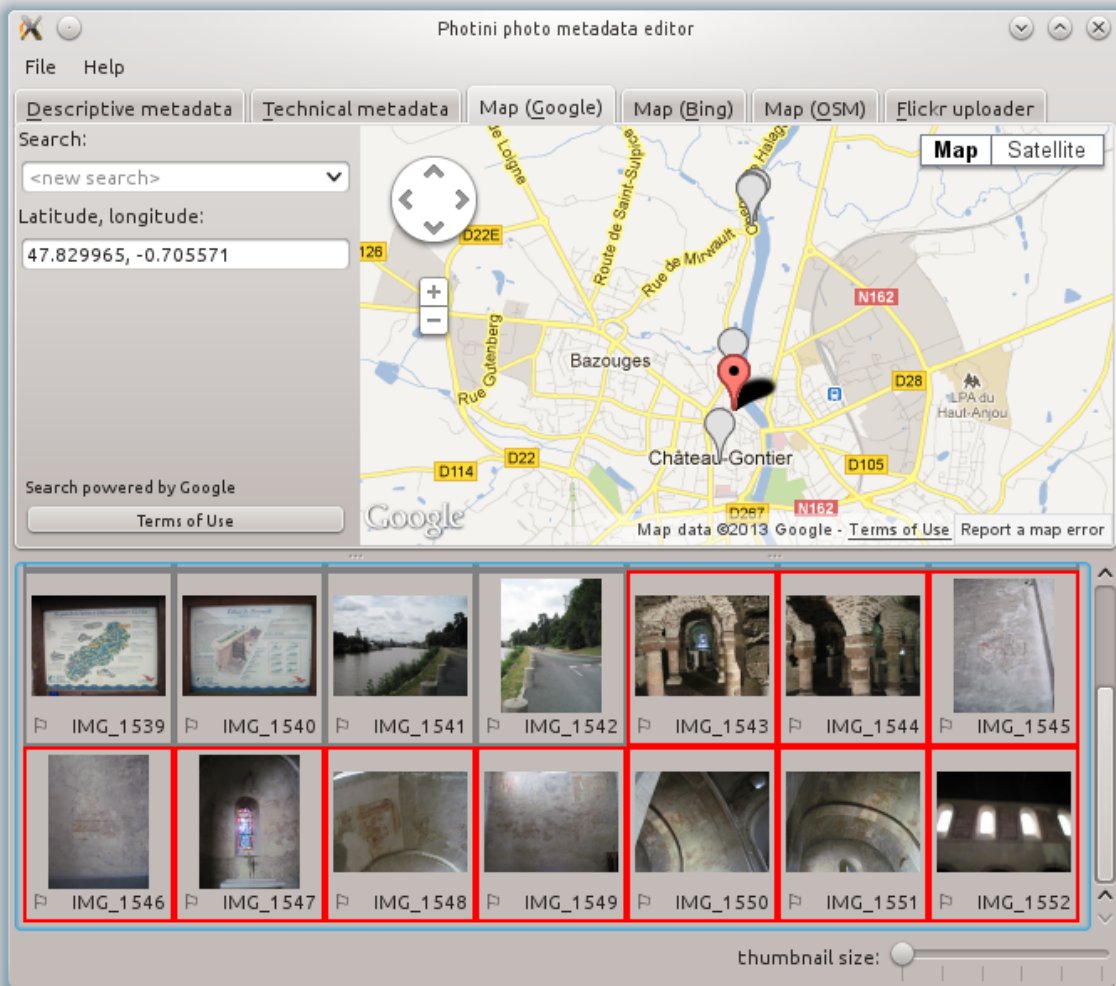 Photini photo metadata editor
File Help
Descriptive metadata Technical metadata Map (Google) Map (Bing) Map (OSM) Flickr uploader
Search:
<new search>
Latitude, longitude:
47.829965, -0.705571
Search powered by Google
Terms of Use
Map Satellite
de Loigne
Route de Saint-Sulpice
D22E
126
Rue de Mirwault
N162
Rue Gutenberg
Bazouges
D28
LPA du
Haut-Anjou
Château-Gontier
D22
D114
D105
N162
D267
Google
Map data ©2013 Google - Terms of Use Report a map error
IMG_1539 IMG_1540 IMG_1541 IMG_1542 IMG_1543 IMG_1544 IMG_1545
IMG_1546 IMG_1547 IMG_1548 IMG_1549 IMG_1550 IMG_1551 IMG_1552
thumbnail size: